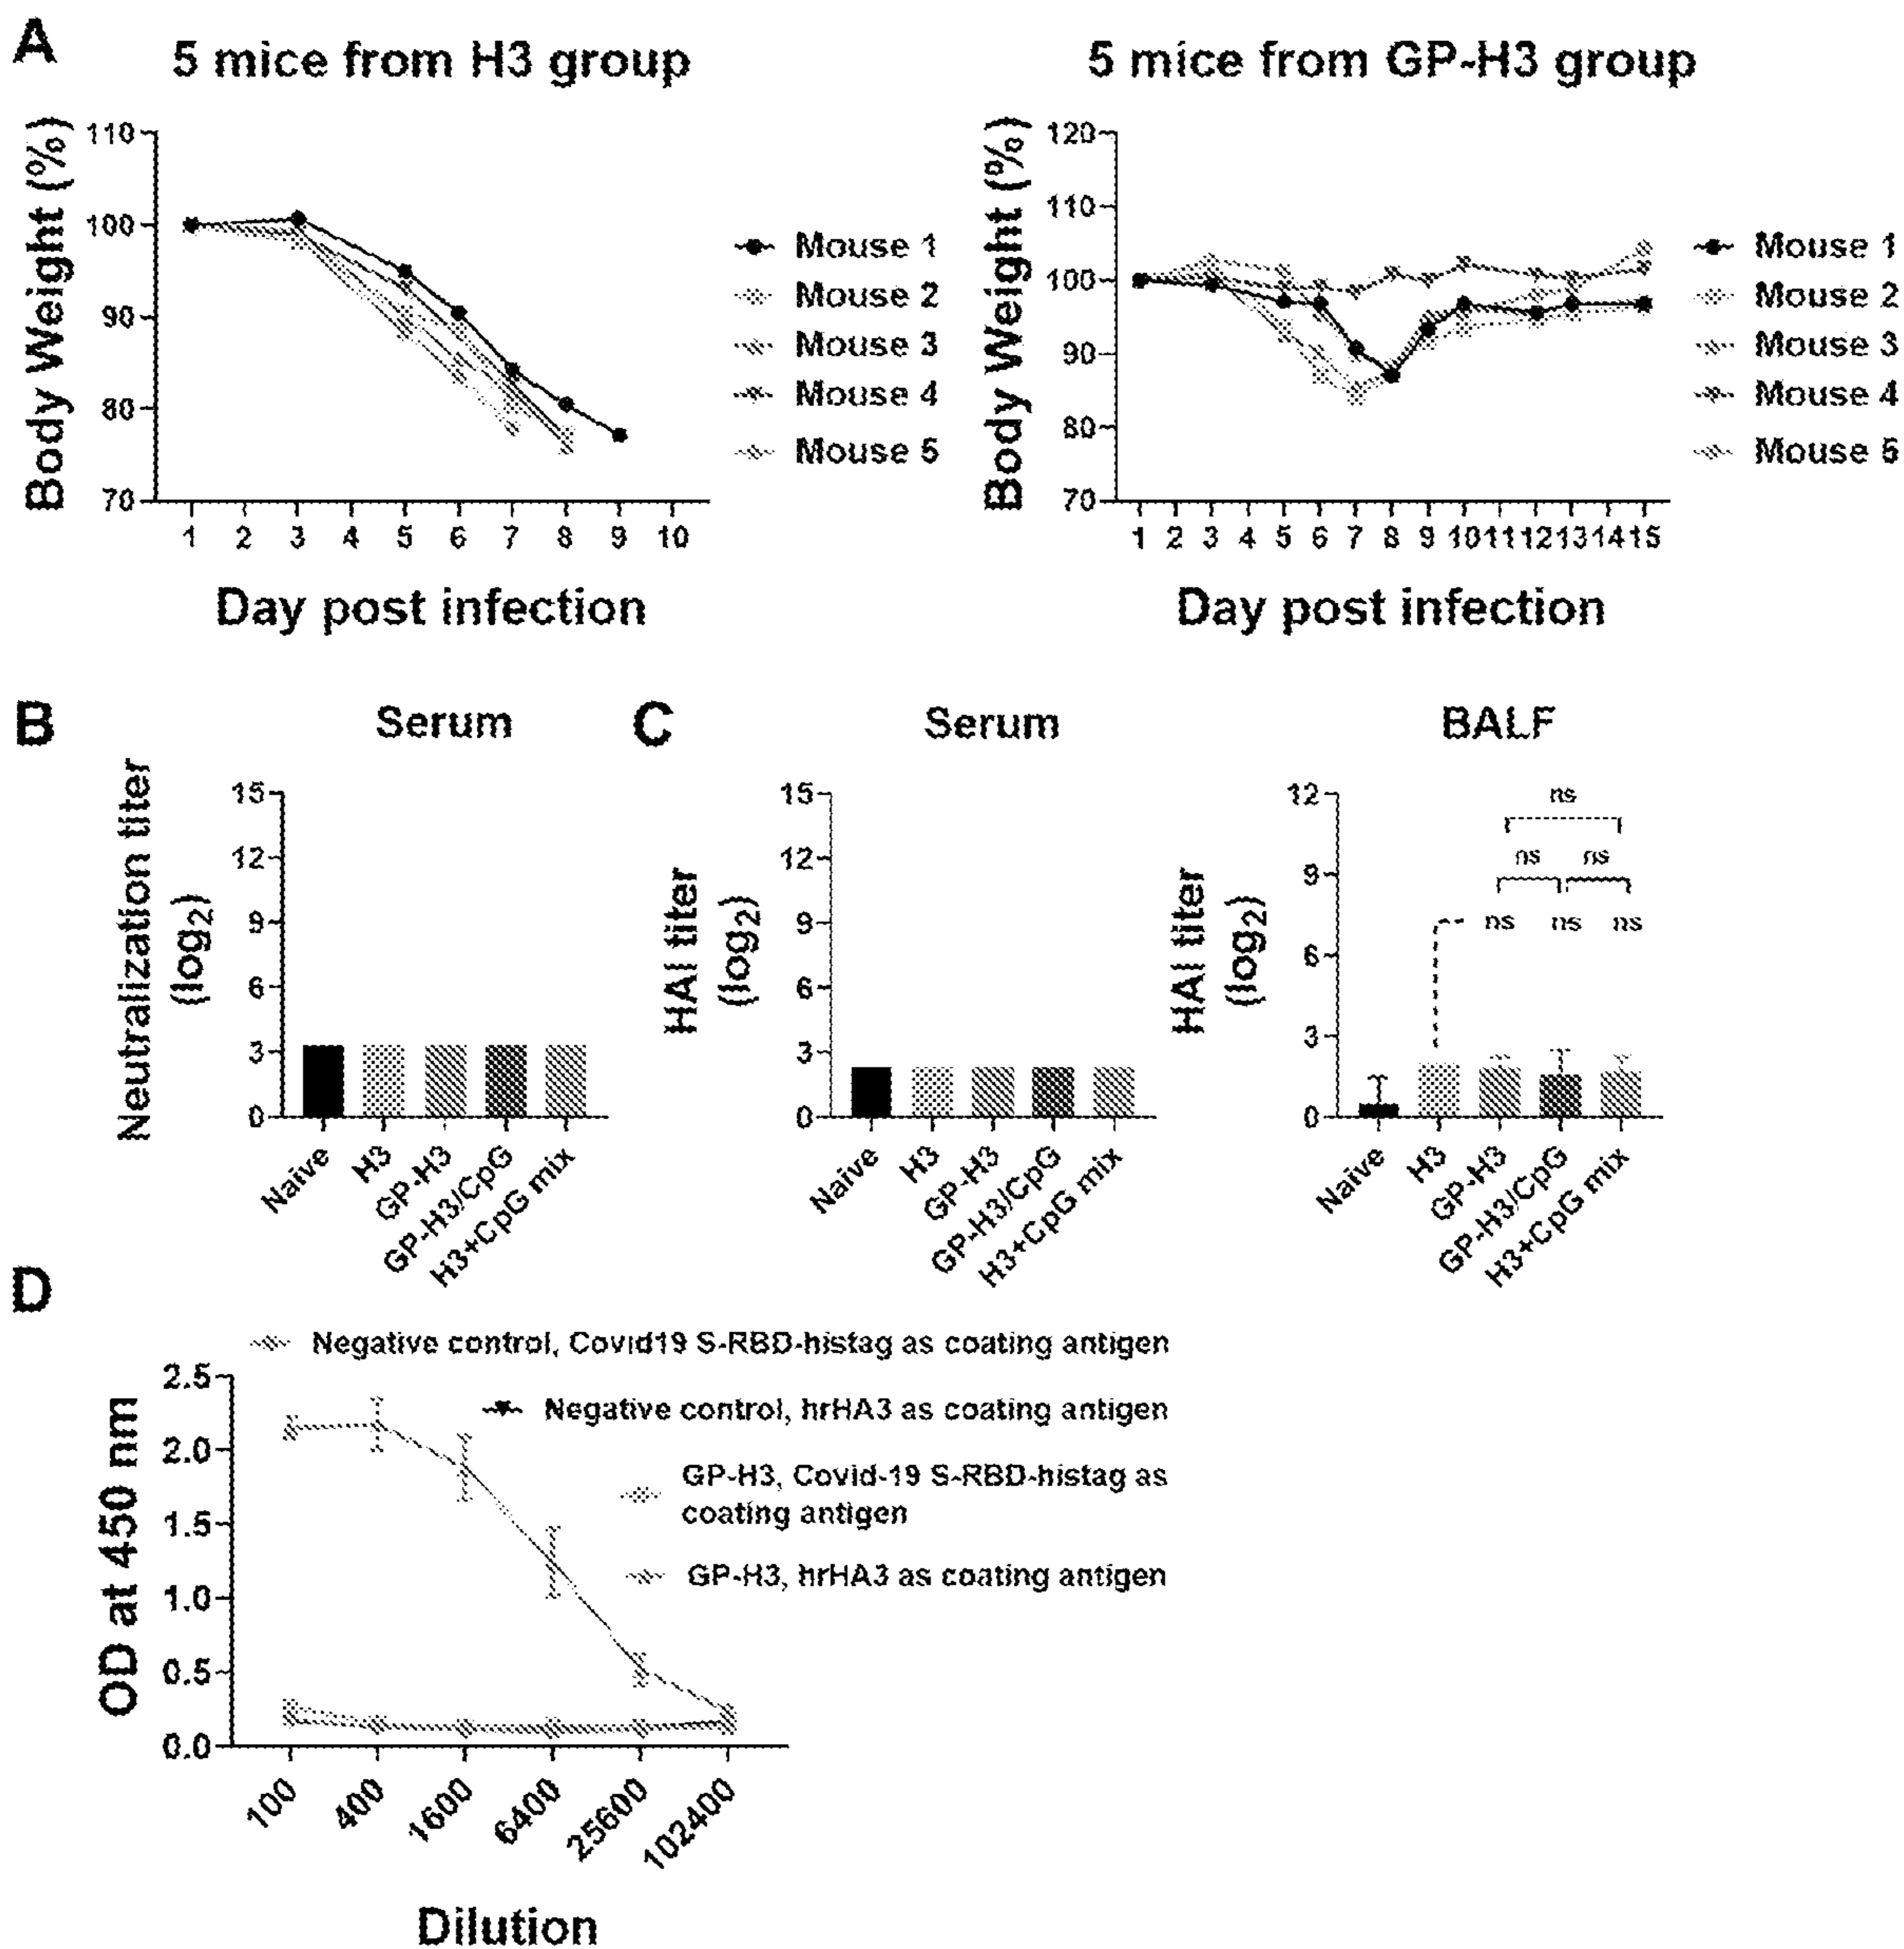 A
5 mice from H3 group
5 mice from GP-H3 group
Body Weight (%)
110
100
90
80
70
1 2 3 4 5 6 7 8 9 10
Day post infection
Mouse 1
Mouse 2
Mouse 3
Mouse 4
Mouse 5
Body Weight (%)
120
110
100
90
80
70
1 2 3 4 5 6 7 8 9 10 11 12 13 14 15
Day post infection
Mouse 1
Mouse 2
Mouse 3
Mouse 4
Mouse 5
B
Serum
Neutralization titer
(log2)
15
12
9
6
3
0
Naïve
H3
GP-H3
GP-H3/CpG
H3+CpG mix
C
Serum
HAI titer
(log2)
15
12
9
6
3
0
Naïve
H3
GP-H3
GP-H3/CpG
H3+CpG mix
BALF
HAI titer
(log2)
12
9
6
3
0
ns
ns ns
ns ns ns
Naïve
H3
GP-H3
GP-H3/CpG
H3+CpG mix
D
Negative control, Covid19 S-RBD-histag as coating antigen
Negative control, hrHA3 as coating antigen
GP-H3, Covid-19 S-RBD-histag as
coating antigen
GP-H3, hrHA3 as coating antigen
OD at 450 nm
2.5
2.0
1.5
1.0
0.5
0.0
100
400
1600
6400
25600
102400
Dilution